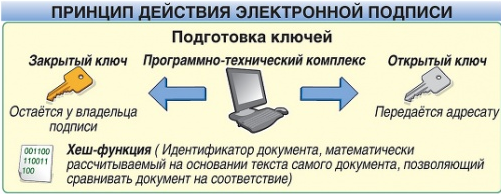 ПРИНЦИП ДЕЙСТВИЯ ЭЛЕКТРОННОЙ ПОДПИСИ
Подготовка ключей
Закрытый ключ
Программно-технический комплекс
Открытый ключ
Остаётся у владельца
подписи
Передаётся адресату
001100
110011
100
Хеш-функция ( Идентификатор документа, математически
рассчитываемый на основании текста самого документа, позволяющий
сравнивать документ на соответствие)